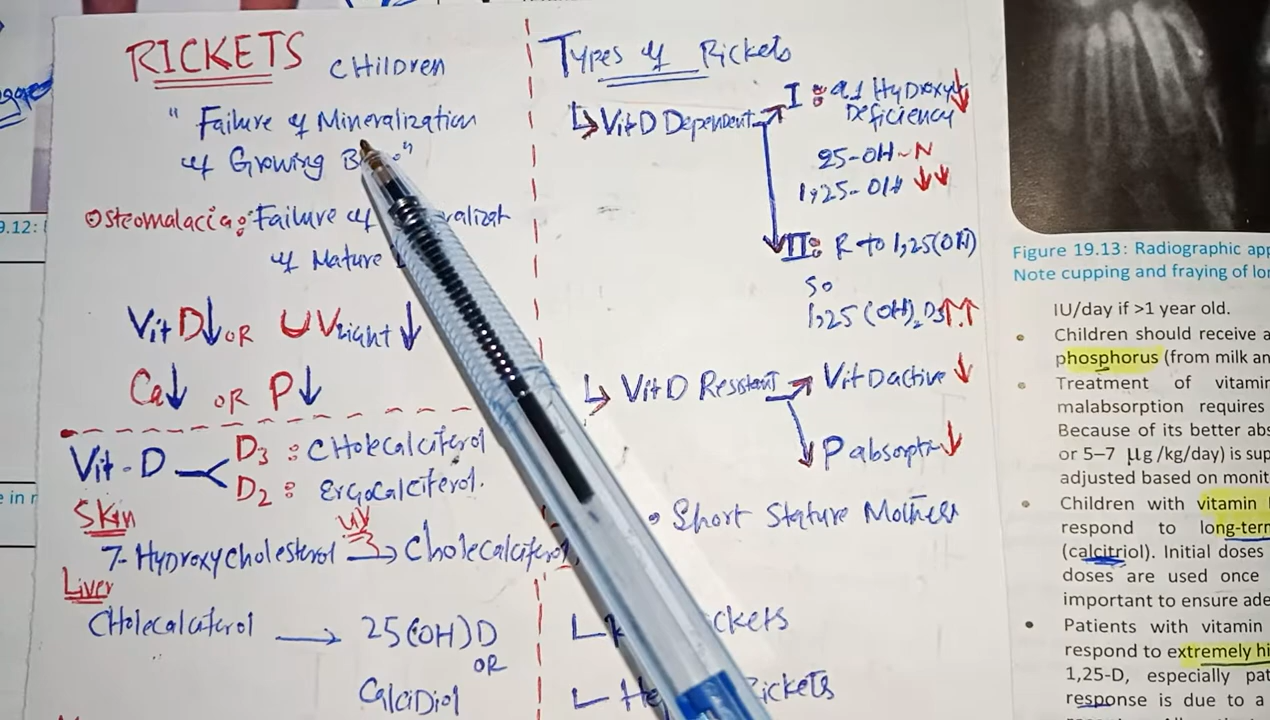 RICKETS CHildren
" Failure of Mineralization
of Growing
Osteomalacia: Failure of
of Mature
Vit D↓ OR UV Light ↓
Ca↓ OR P↓
Vit - D
D3 : CHolecalciferol
D2 : Ergocalciferol.
Skin
UV
7- Hydroxycholesterol → Cholecalciferol
Liver
CHolecalciferol → 25(OH)D
OR
CalciDiol
Types of Rickets
↳ Vit D Dependent
I : α1 Hydroxyl ↓
Deficiency
25-OH-N
1,25-OH ↓↓
II: R to 1,25(OH)
so
1,25(OH)2D3↑↑
↳ Vit D Resistant → Vit D active ↓
P absorptn↓
• Short Stature Mothers
Rickets
9.12:
e in r
Figure 19.13: Radiographic app
Note cupping and fraying of lo
IU/day if >1 year old.
• Children should receive a
phosphorus (from milk an
• Treatment of vitamin
malabsorption requires
Because of its better abs
or 5–7 μg/kg/day) is sup
adjusted based on monit
• Children with vitamin
respond to long-term
(calcitriol). Initial doses
doses are used once
important to ensure ade
• Patients with vitamin
respond to extremely hi
1,25-D, especially pat
response is due to a